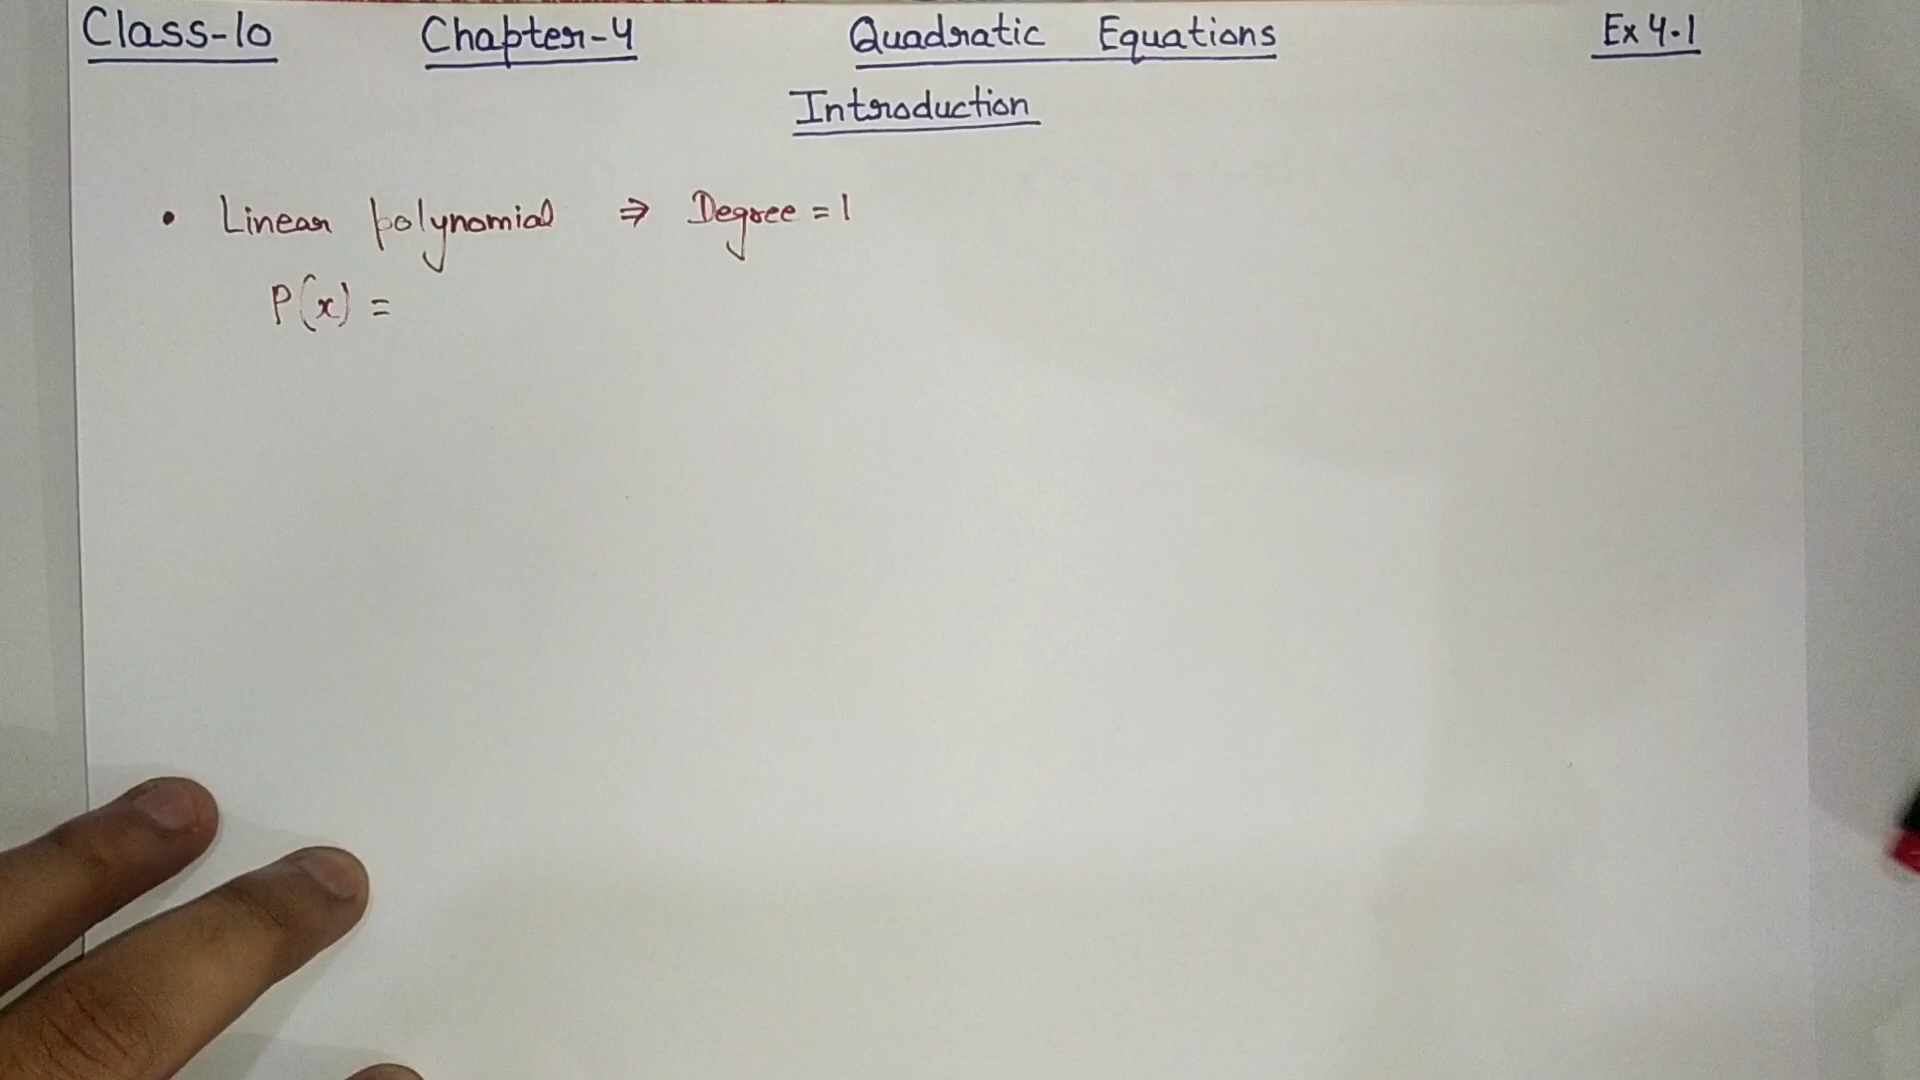 Class-10 Chapter-4 Quadratic Equations Ex 4.1
Introduction
• Linear polynomial ⇒ Degree = 1
P(x) =